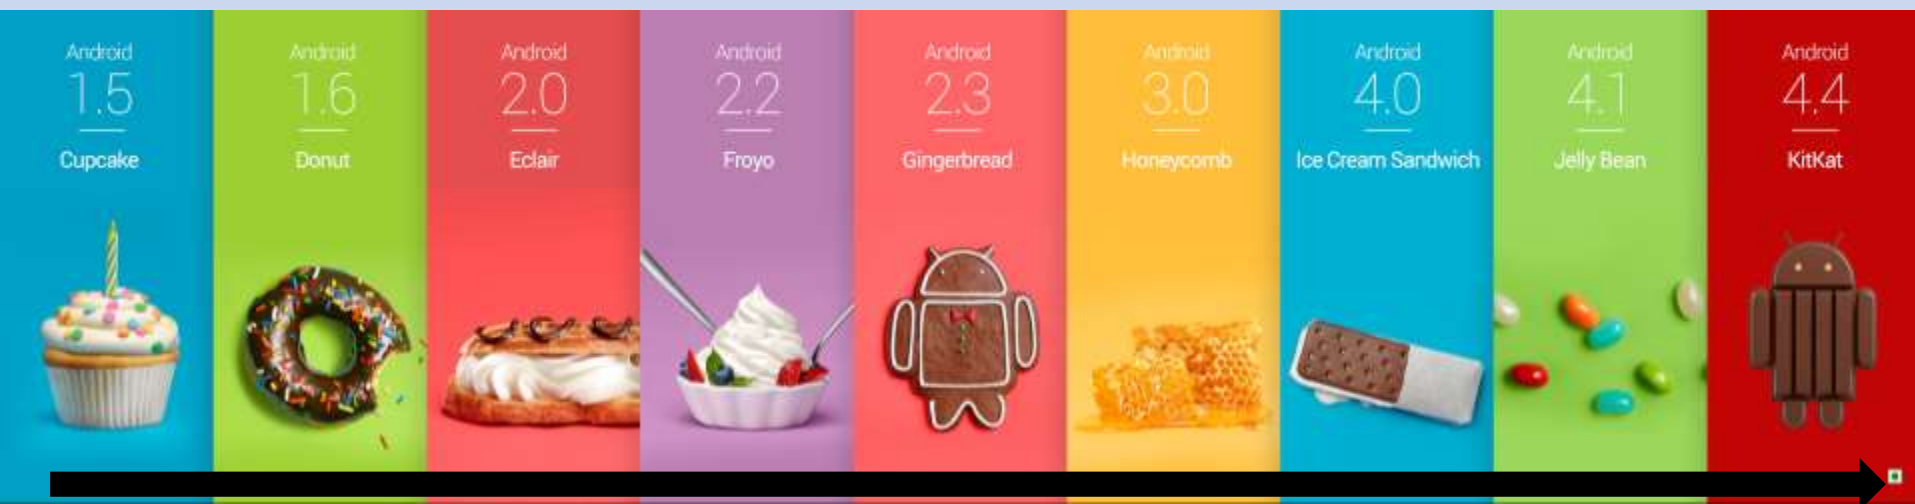 Android
1.5
Cupcake
Android
1.6
Donut
Android
2.0
Eclair
Android
2.2
Froyo
Android
2.3
Gingerbread
Android
3.0
Honeycomb
Android
4.0
Ice Cream Sandwich
Android
4.1
Jelly Bean
Android
4.4
KitKat